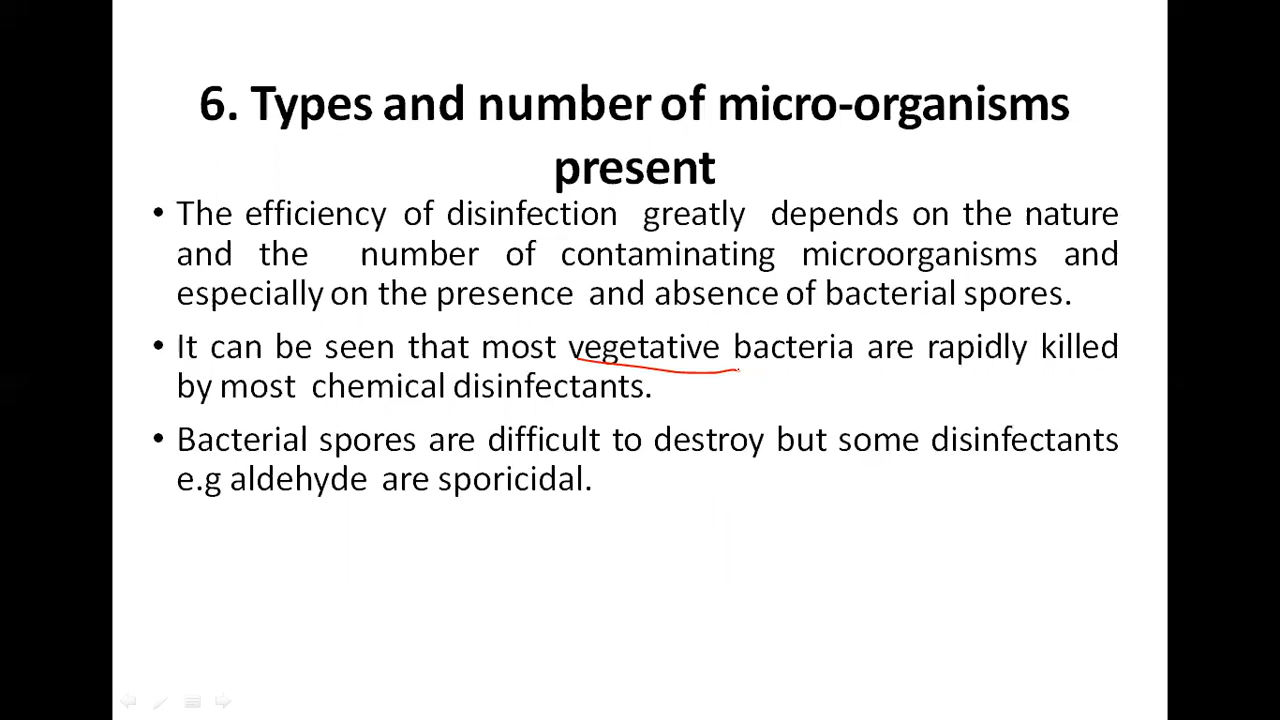 6. Types and number of micro-organisms
present
• The efficiency of disinfection greatly depends on the nature
and the number of contaminating microorganisms and
especially on the presence and absence of bacterial spores.
• It can be seen that most vegetative bacteria are rapidly killed
by most chemical disinfectants.
• Bacterial spores are difficult to destroy but some disinfectants
e.g aldehyde are sporicidal.